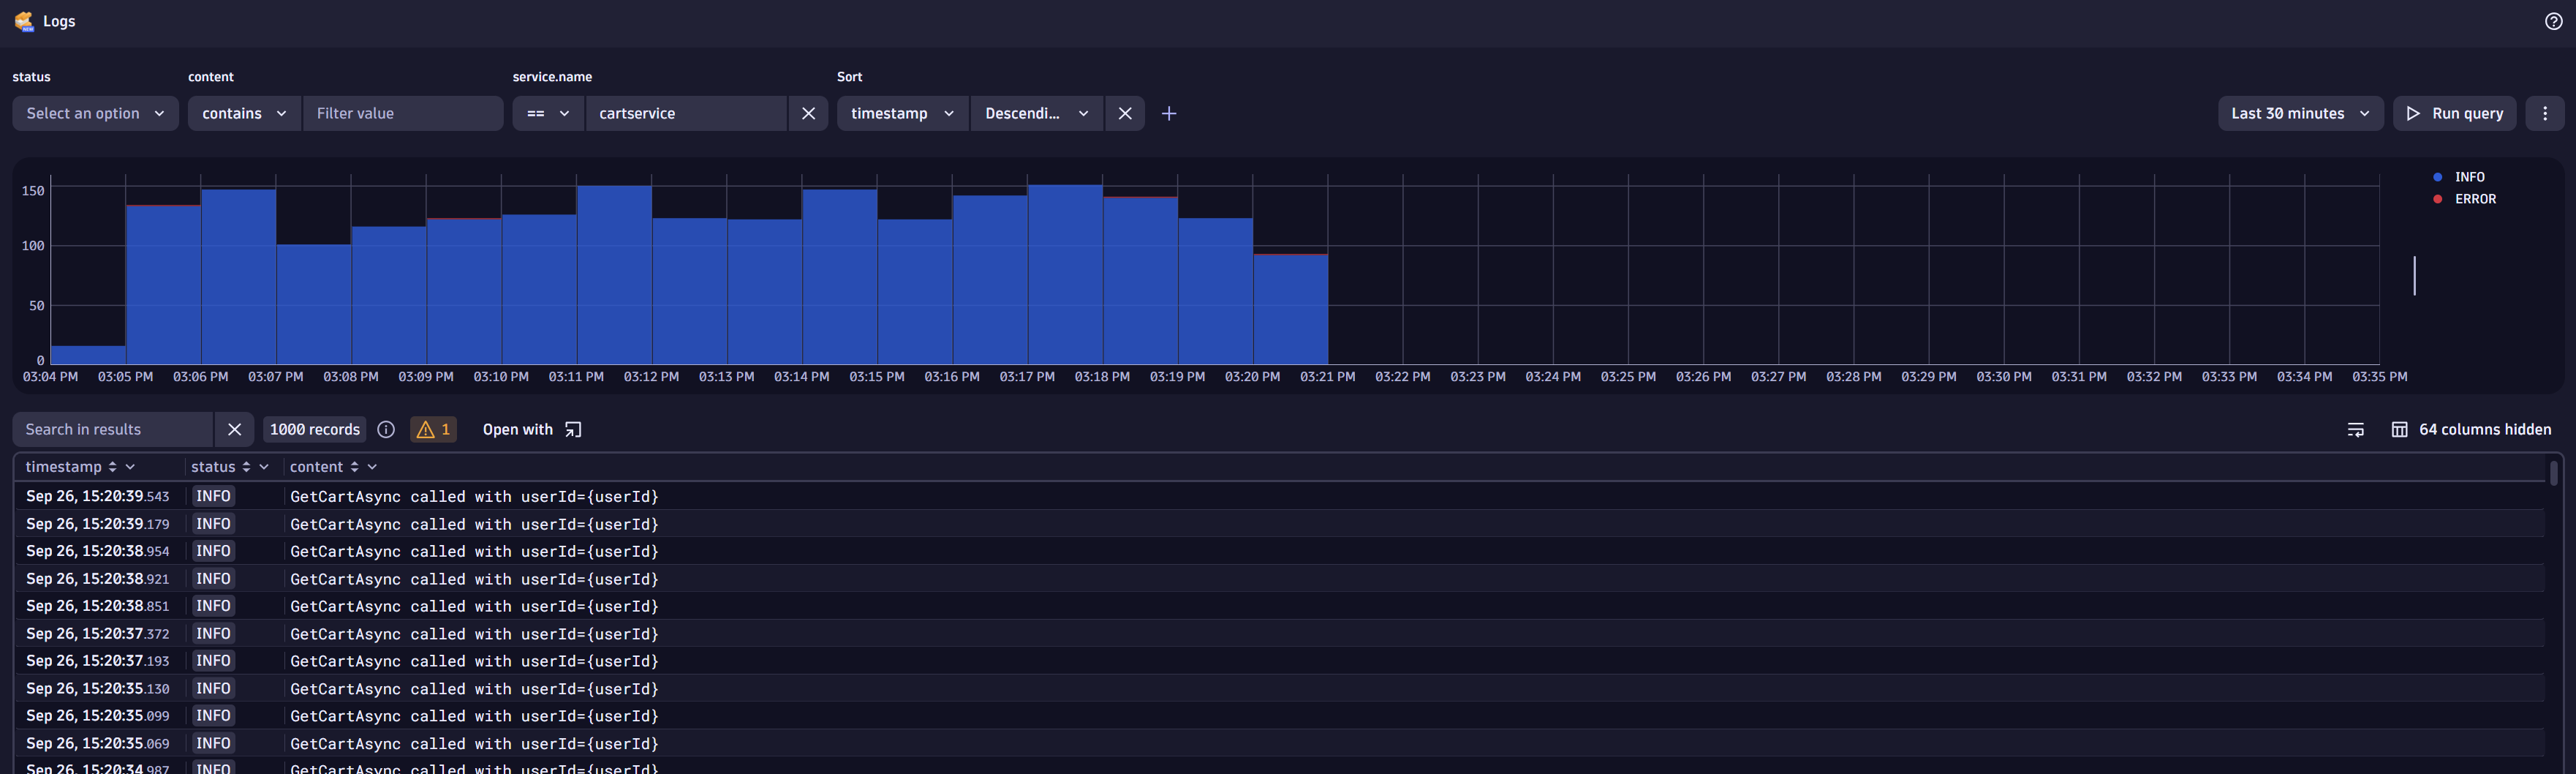 Logs
status content service.name Sort
Select an option contains Filter value == cartservice timestamp Descendi... Last 30 minutes Run query
150
100
50
0
INFO
ERROR
03:04 PM 03:05 PM 03:06 PM 03:07 PM 03:08 PM 03:09 PM 03:10 PM 03:11 PM 03:12 PM 03:13 PM 03:14 PM 03:15 PM 03:16 PM 03:17 PM 03:18 PM 03:19 PM 03:20 PM 03:21 PM 03:22 PM 03:23 PM 03:24 PM 03:25 PM 03:26 PM 03:27 PM 03:28 PM 03:29 PM 03:30 PM 03:31 PM 03:32 PM 03:33 PM 03:34 PM 03:35 PM
Search in results 1000 records 1 Open with 64 columns hidden
timestamp status content
Sep 26, 15:20:39.543 INFO GetCartAsync called with userId={userId}
Sep 26, 15:20:39.179 INFO GetCartAsync called with userId={userId}
Sep 26, 15:20:38.954 INFO GetCartAsync called with userId={userId}
Sep 26, 15:20:38.921 INFO GetCartAsync called with userId={userId}
Sep 26, 15:20:38.851 INFO GetCartAsync called with userId={userId}
Sep 26, 15:20:37.372 INFO GetCartAsync called with userId={userId}
Sep 26, 15:20:37.193 INFO GetCartAsync called with userId={userId}
Sep 26, 15:20:35.130 INFO GetCartAsync called with userId={userId}
Sep 26, 15:20:35.099 INFO GetCartAsync called with userId={userId}
Sep 26, 15:20:35.069 INFO GetCartAsync called with userId={userId}
Sep 26, 15:20:34.987 INFO GetCartAsync called with userId={userId}